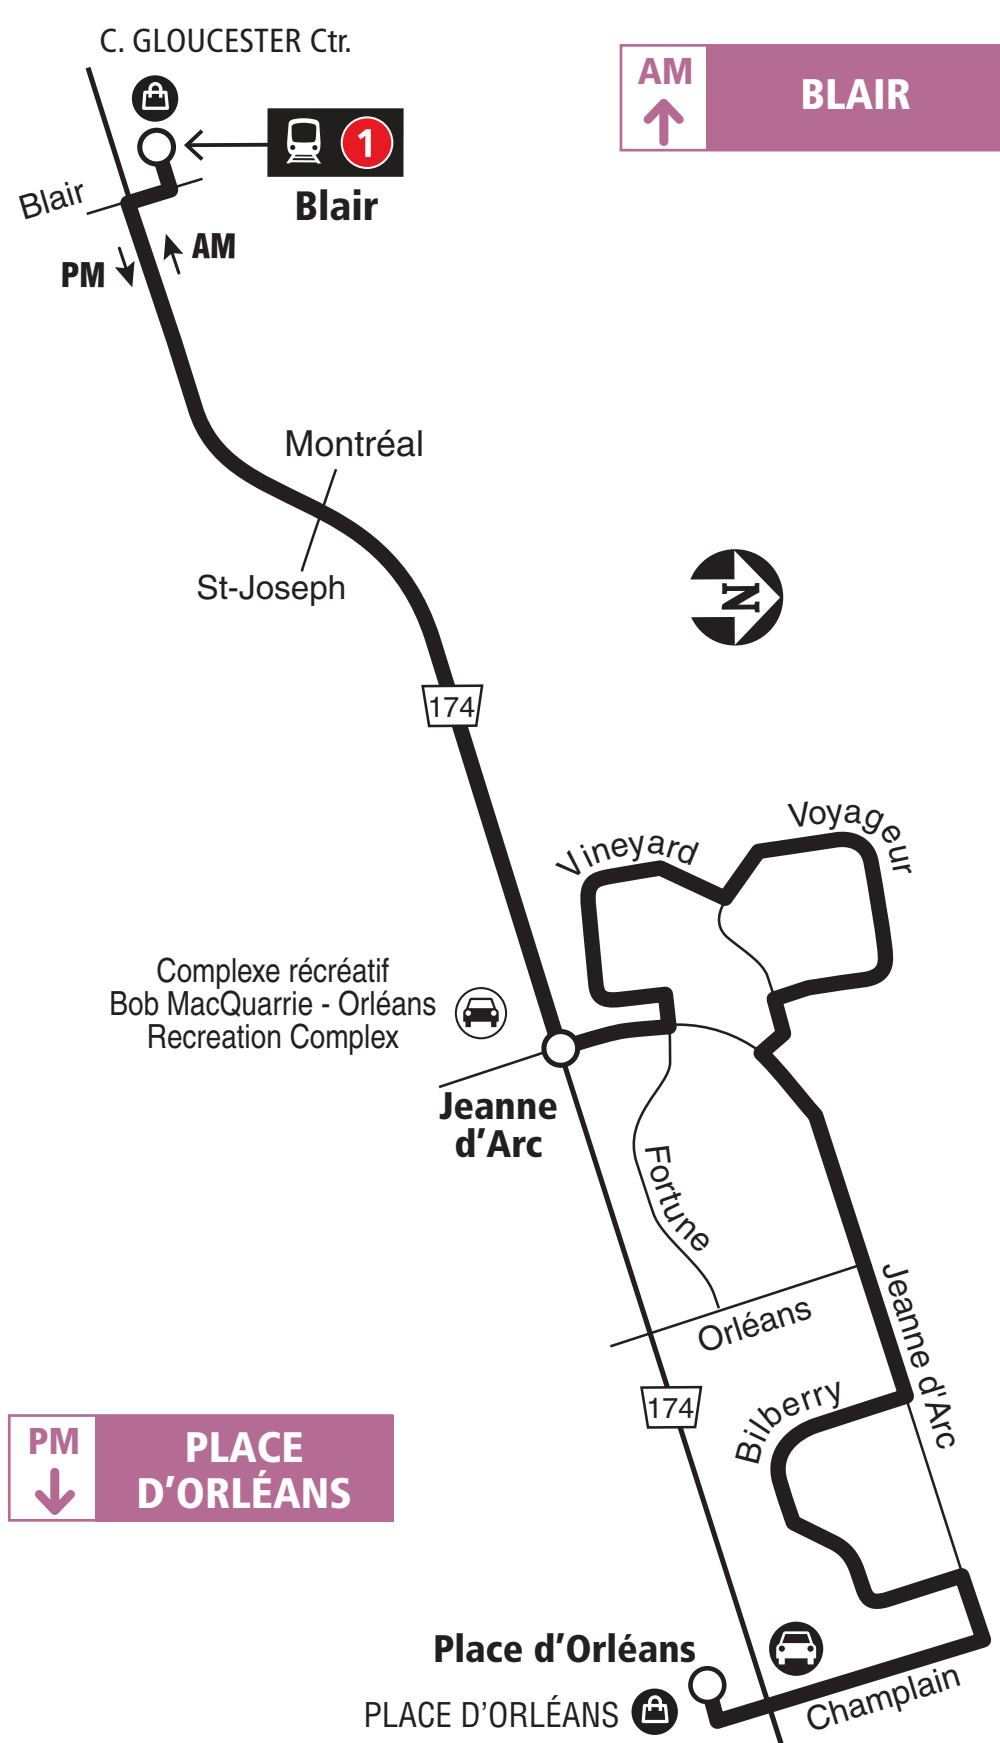 C. GLOUCESTER Ctr.
AM
BLAIR
1
Blair
Blair
AM
PM
Montréal
St-Joseph
N
174
Voyageur
Vineyard
Complexe récréatif
Bob MacQuarrie - Orléans
Recreation Complex
Jeanne
d'Arc
Fortune
Orléans
Jeanne d'Arc
174
Bilberry
PM
PLACE
D'ORLÉANS
Place d'Orléans
PLACE D'ORLÉANS
Champlain